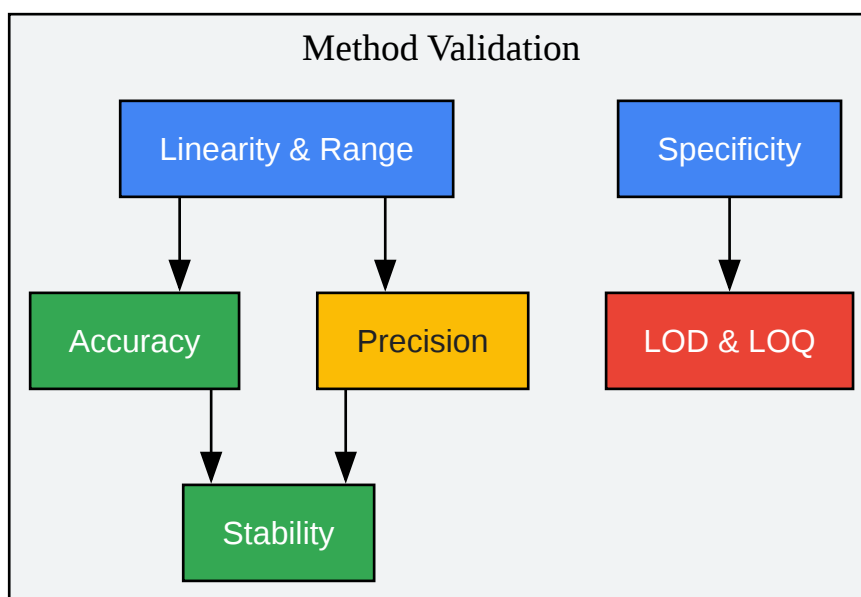 Method Validation
Linearity & Range
Specificity
Accuracy
Precision
LOD & LOQ
Stability